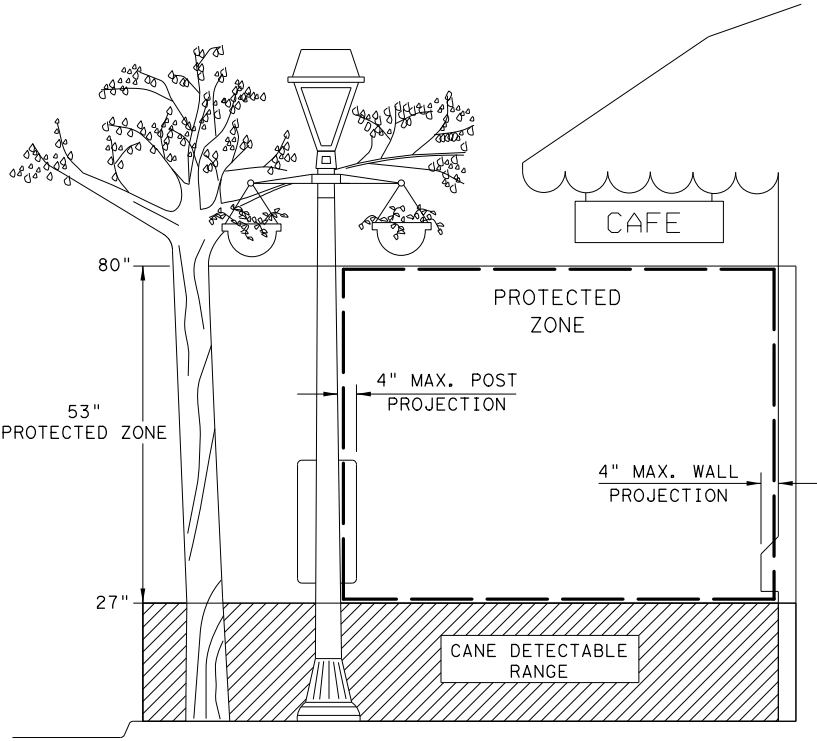 CAFE
80"
PROTECTED
ZONE
4" MAX. POST
PROJECTION
53"
PROTECTED ZONE
4" MAX. WALL
PROJECTION
27"
CANE DETECTABLE
RANGE